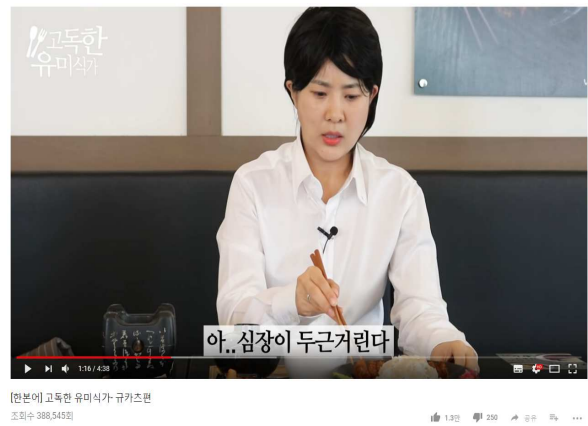 고독한
유미식가
아..심장이 두근거린다
1:16 / 4:38
[한본어] 고독한 유미식가- 규카츠편
조회수 388,545회
1.3만 250 공유